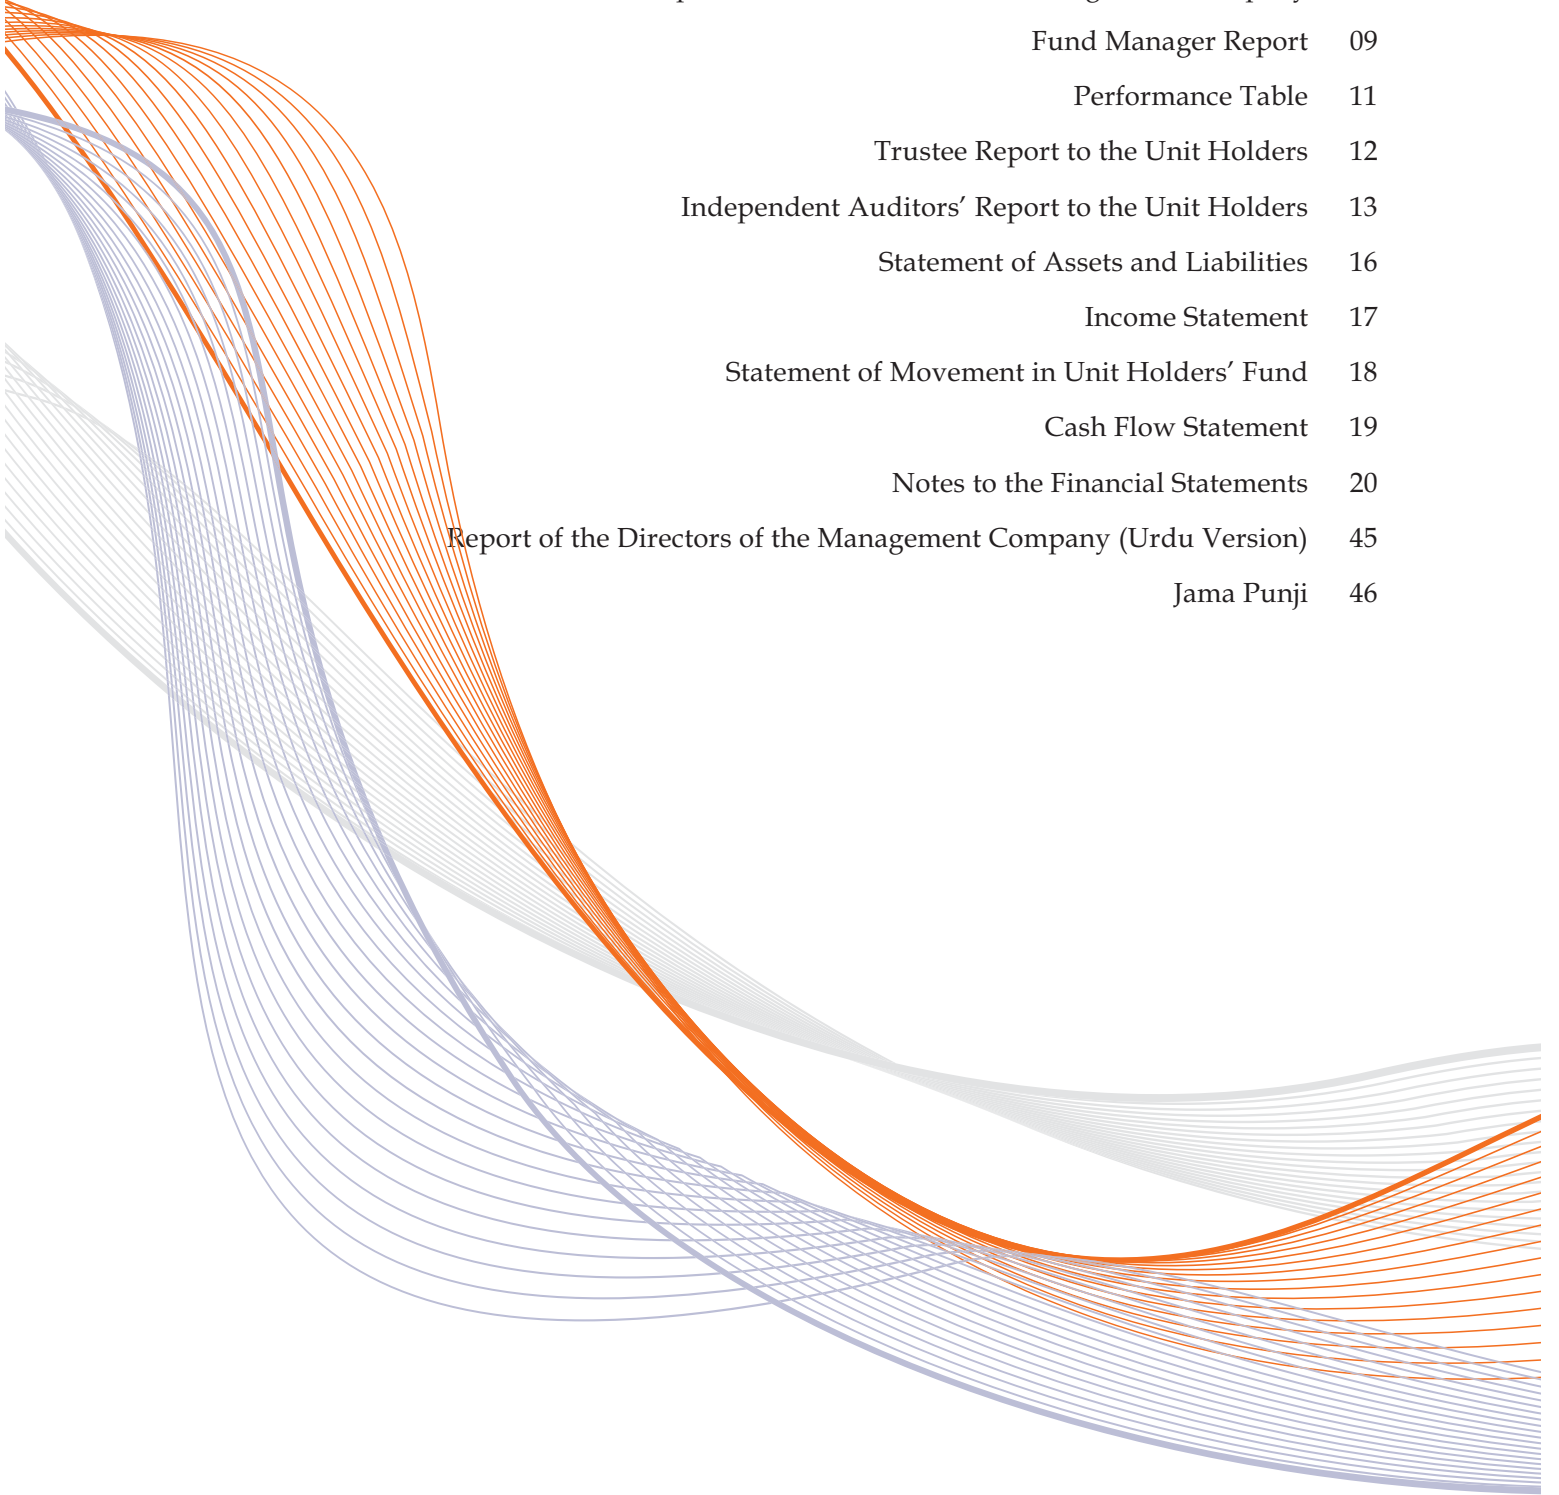 Fund Manager Report 09
Performance Table 11
Trustee Report to the Unit Holders 12
Independent Auditors’ Report to the Unit Holders 13
Statement of Assets and Liabilities 16
Income Statement 17
Statement of Movement in Unit Holders’ Fund 18
Cash Flow Statement 19
Notes to the Financial Statements 20
Report of the Directors of the Management Company (Urdu Version) 45
Jama Punji 46